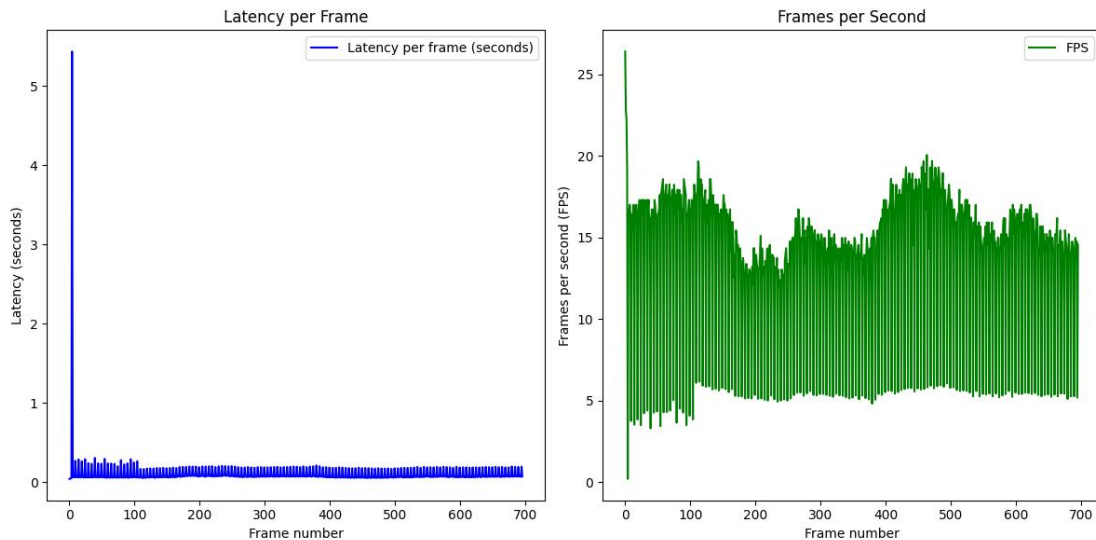 Latency per Frame
Latency per frame (seconds)
Latency (seconds)
5
4
3
2
1
0
0 100 200 300 400 500 600 700
Frame number
Frames per Second
FPS
Frames per second (FPS)
25
20
15
10
5
0
0 100 200 300 400 500 600 700
Frame number